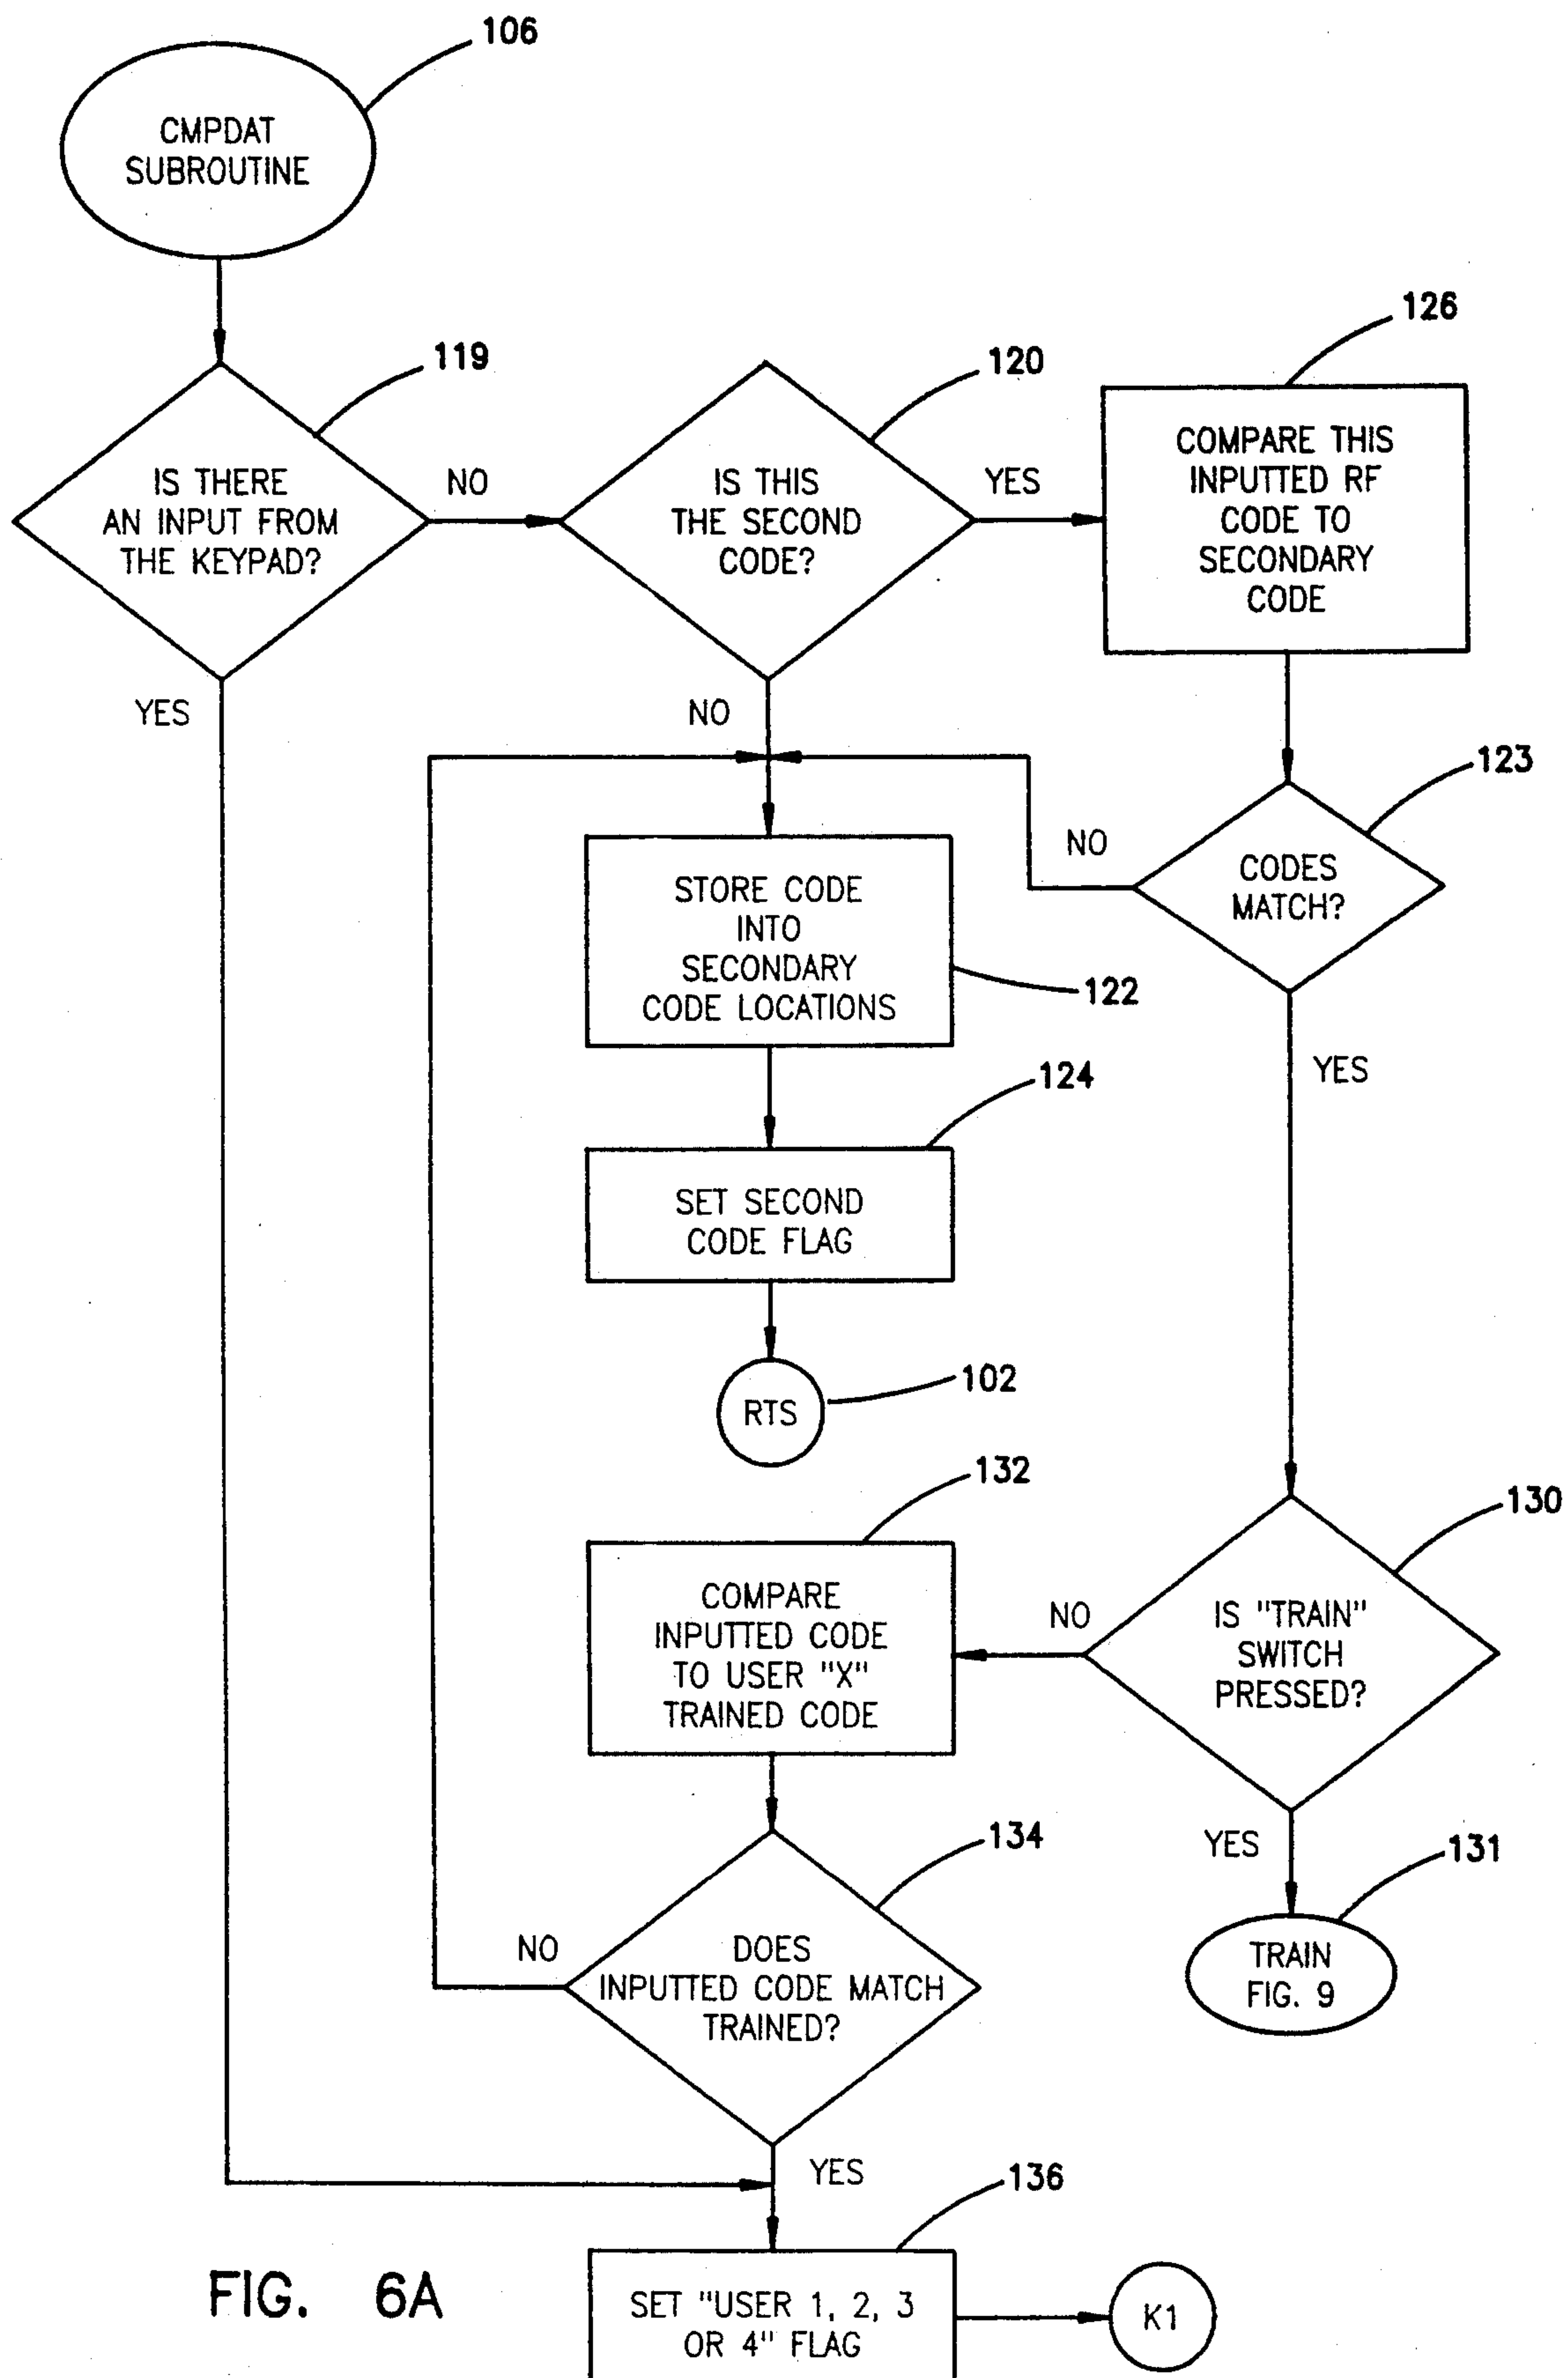 106
CMPDAT
SUBROUTINE
119
IS THERE
AN INPUT FROM
THE KEYPAD?
NO
YES
120
IS THIS
THE SECOND
CODE?
YES
NO
126
COMPARE THIS
INPUTTED RF
CODE TO
SECONDARY
CODE
123
CODES
MATCH?
NO
YES
STORE CODE
INTO
SECONDARY
CODE LOCATIONS
122
124
SET SECOND
CODE FLAG
RTS
102
130
IS "TRAIN"
SWITCH
PRESSED?
NO
YES
131
TRAIN
FIG. 9
132
COMPARE
INPUTTED CODE
TO USER "X"
TRAINED CODE
134
DOES
INPUTTED CODE MATCH
TRAINED?
NO
YES
136
SET "USER 1, 2, 3
OR 4" FLAG
K1
FIG. 6A